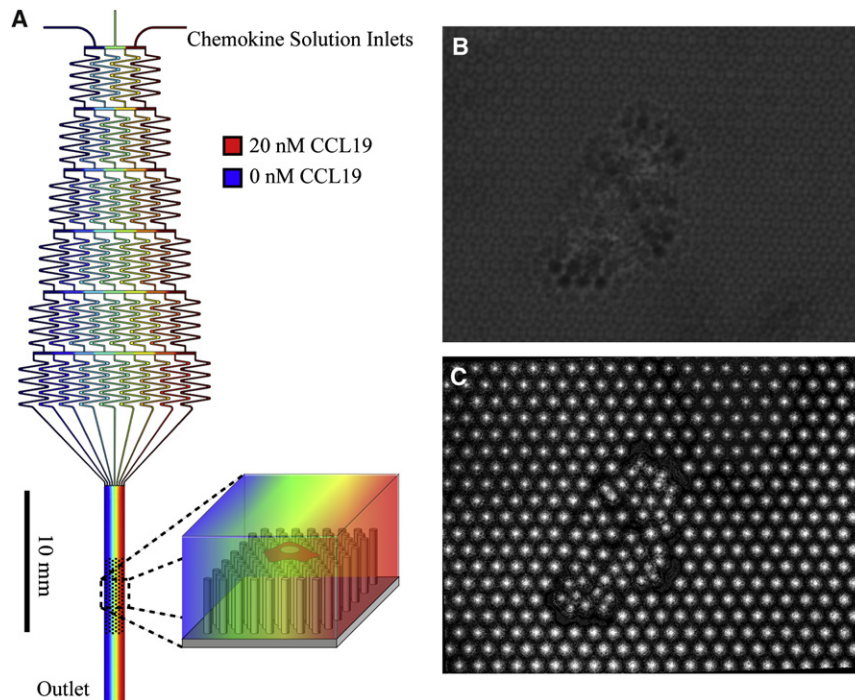 A
Chemokine Solution Inlets
20 nM CCL19
0 nM CCL19
10 mm
Outlet
B
C